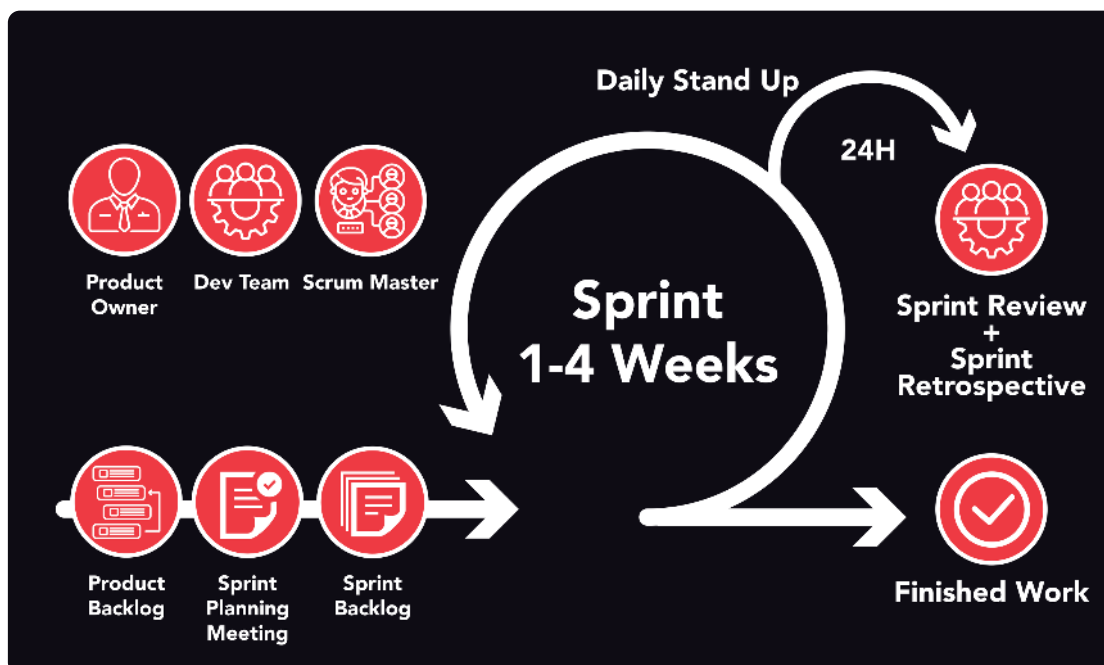 Daily Stand Up
24H
Product
Owner
Dev Team
Scrum Master
Sprint
1-4 Weeks
Sprint Review
+
Sprint
Retrospective
Product
Backlog
Sprint
Planning
Meeting
Sprint
Backlog
Finished Work